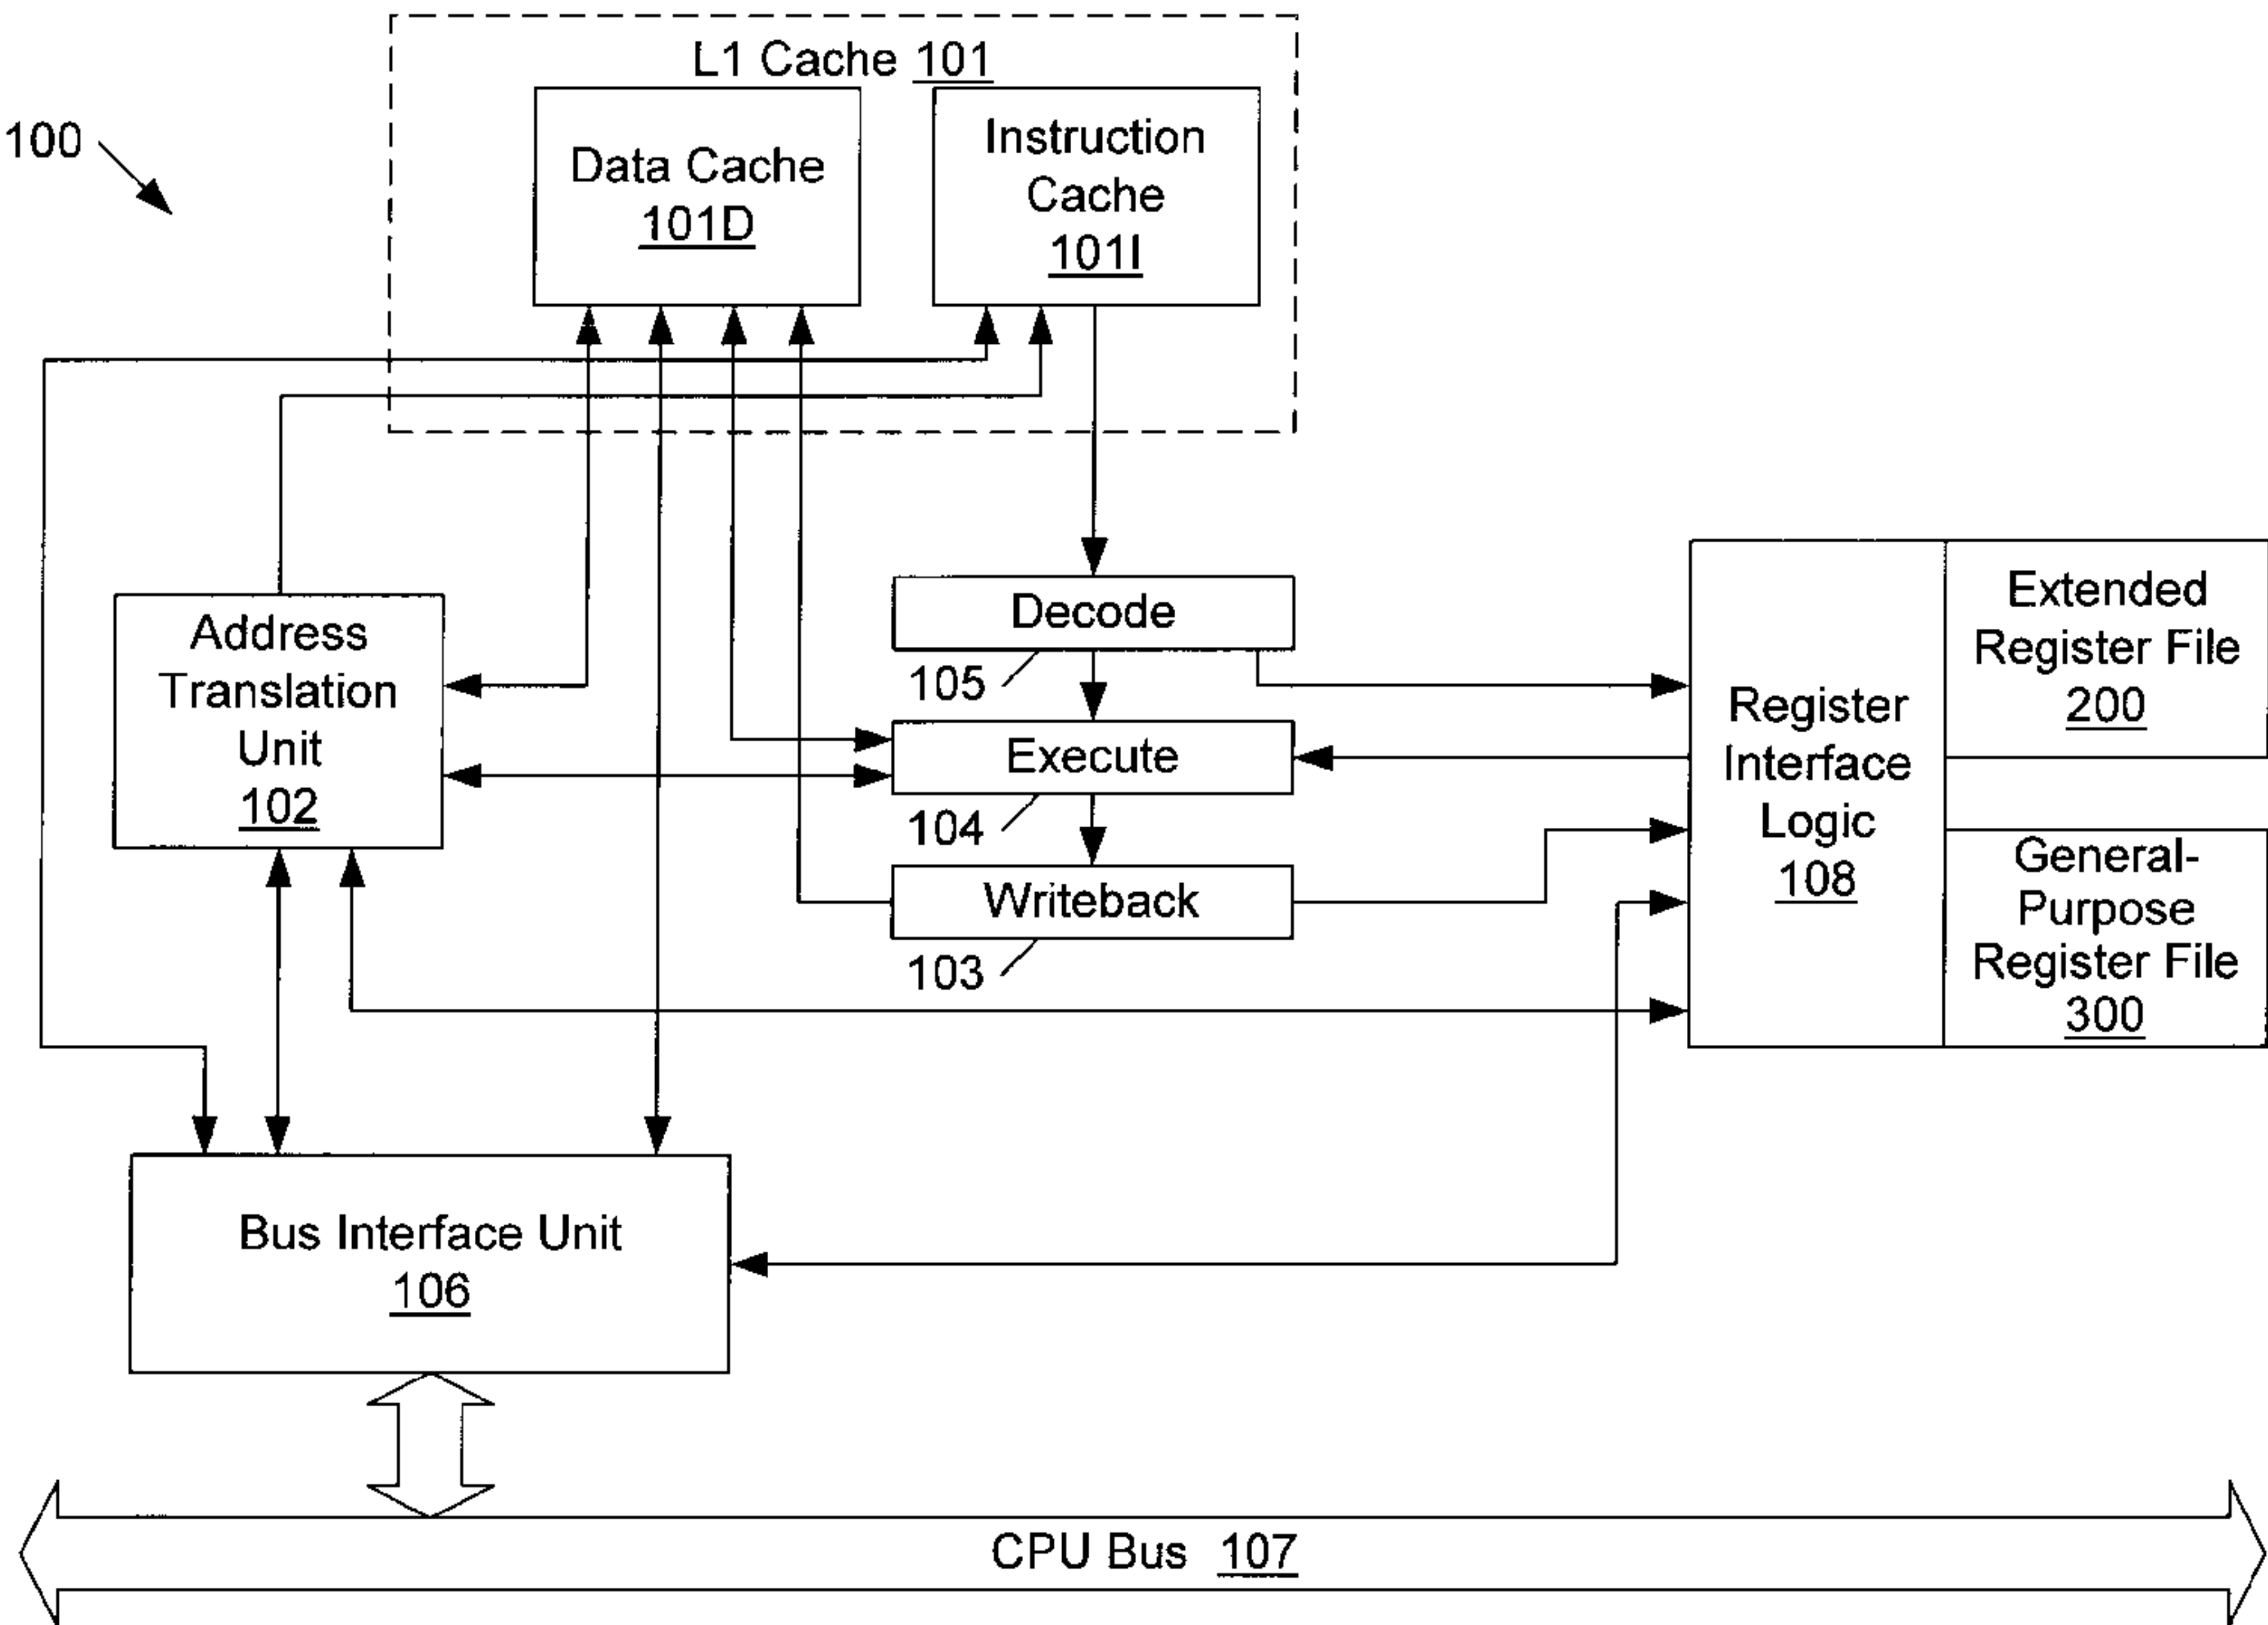 L1 Cache 101
100
Data Cache
101D
Instruction
Cache
101I
Address
Translation
Unit
102
Decode
105
Execute
104
Writeback
103
Register
Interface
Logic
108
Extended
Register File
200
General-
Purpose
Register File
300
Bus Interface Unit
106
CPU Bus 107